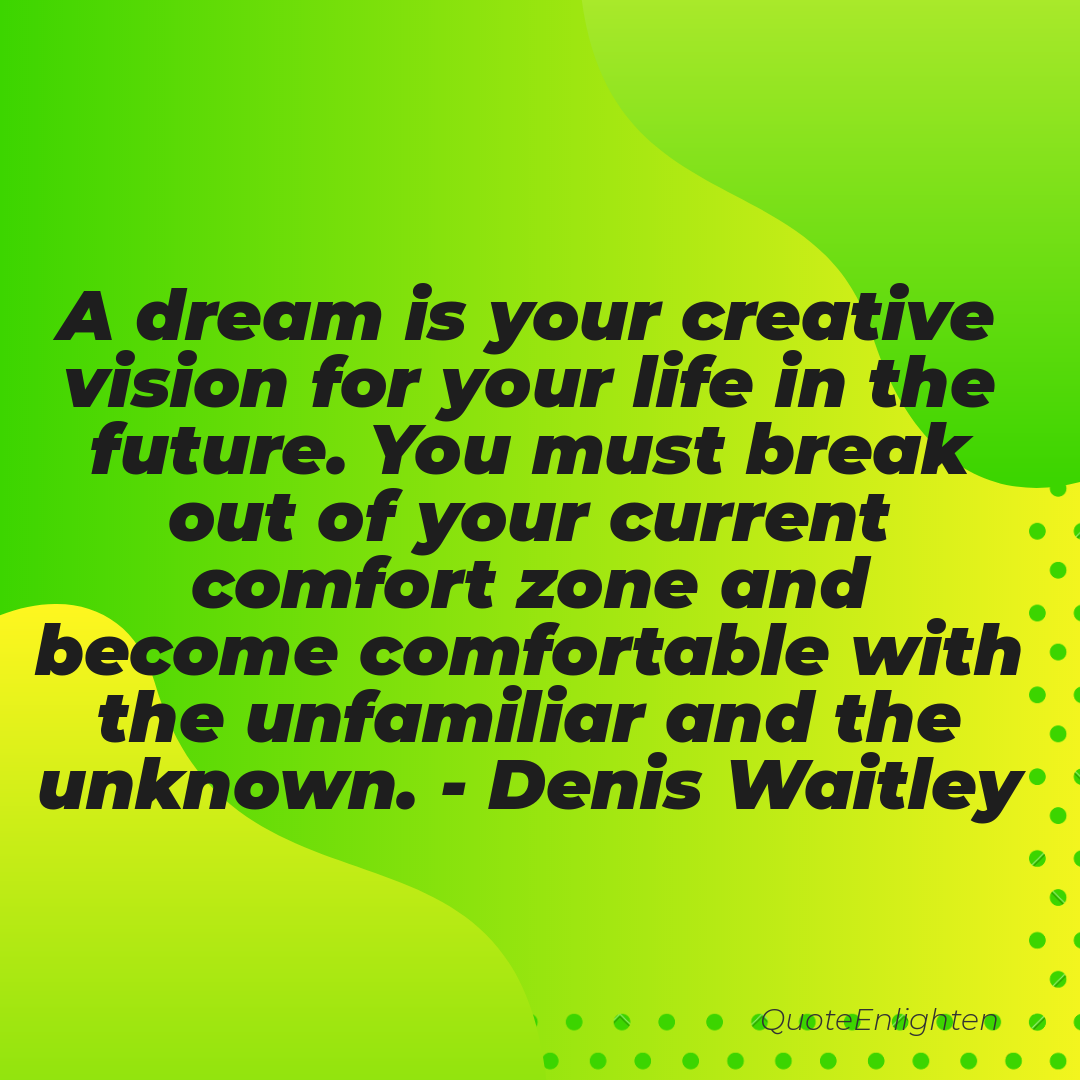 A dream is your creative
vision for your life in the
future. You must break
out of your current
comfort zone and
become comfortable with
the unfamiliar and the
unknown. - Denis Waitley
QuoteEnlighten